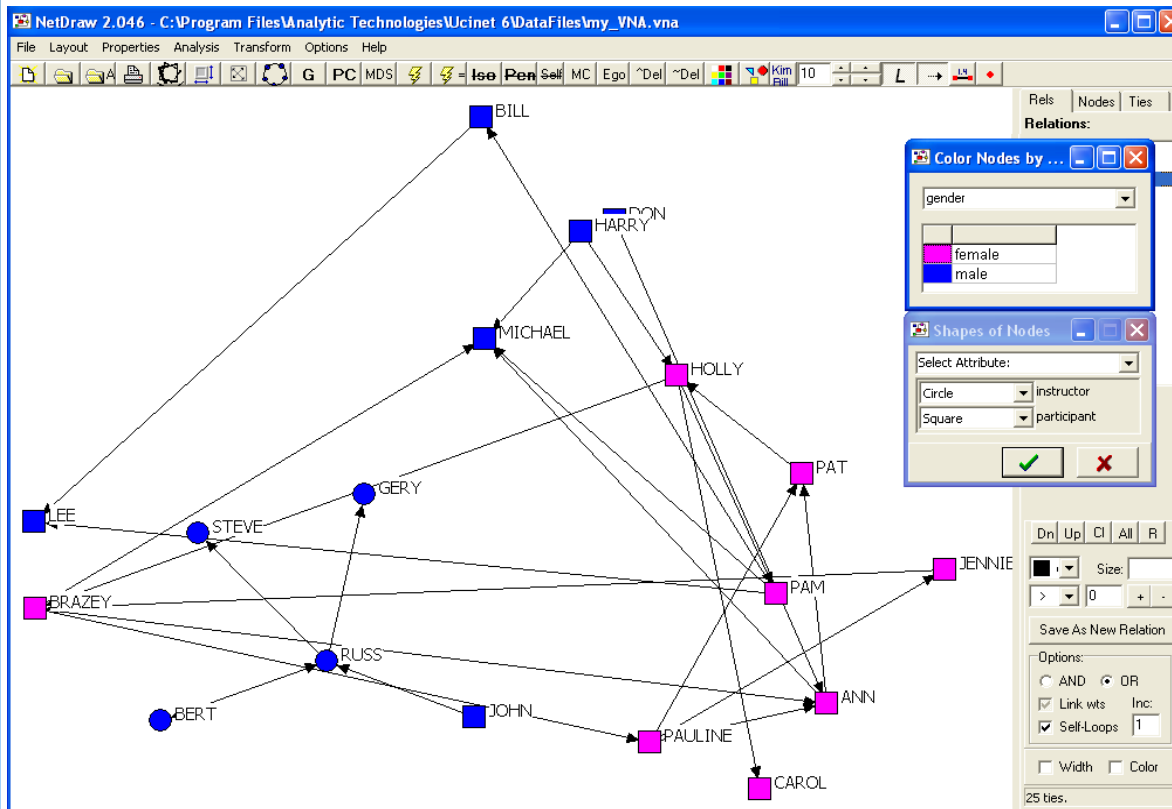 NetDraw 2.046 - C:\Program Files\Analytic Technologies\Ucinet 6\DataFiles\my_VNA.vna
File Layout Properties Analysis Transform Options Help
A G PC MDS = Iso Pen Self MC Ego ^Del ~Del Kim Bill 10 L 1.9
Rels Nodes Ties
Relations:
Color Nodes by ...
gender
female
male
Shapes of Nodes
Select Attribute:
Circle instructor
Square participant
BILL
DON
HARRY
MICHAEL
HOLLY
PAT
GERY
LEE
STEVE
JENNIE
PAM
BRAZEY
RUSS
ANN
BERT
JOHN
PAULINE
CAROL
Dn Up Cl All R
Size:
> 0 + -
Save As New Relation
Options:
AND OR
Link wts Inc:
Self-Loops 1
Width Color
25 ties.